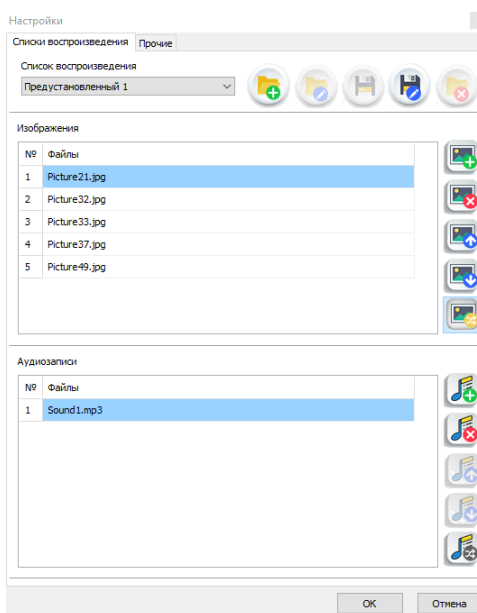 Настройки
Списки воспроизведения Прочие
Список воспроизведения
Предустановленный 1
Изображения
№ Файлы
1 Picture21.jpg
2 Picture32.jpg
3 Picture33.jpg
4 Picture37.jpg
5 Picture49.jpg
Аудиозаписи
№ Файлы
1 Sound1.mp3
OK Отмена